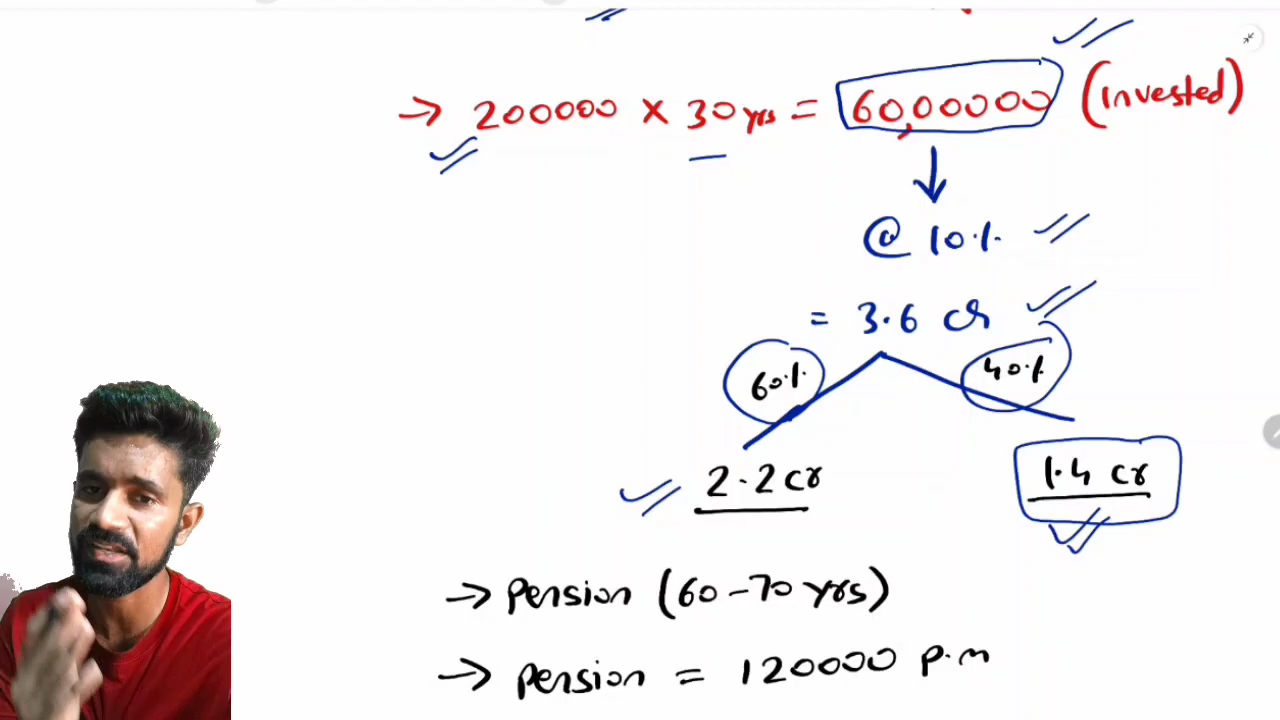 → 200000 x 30 yrs = 60,00000 (invested)
@ 10%
= 3.6 cr
60% 40%
2.2 cr 1.4 cr
→ Pension (60-70 yrs)
→ Pension = 120000 p.m